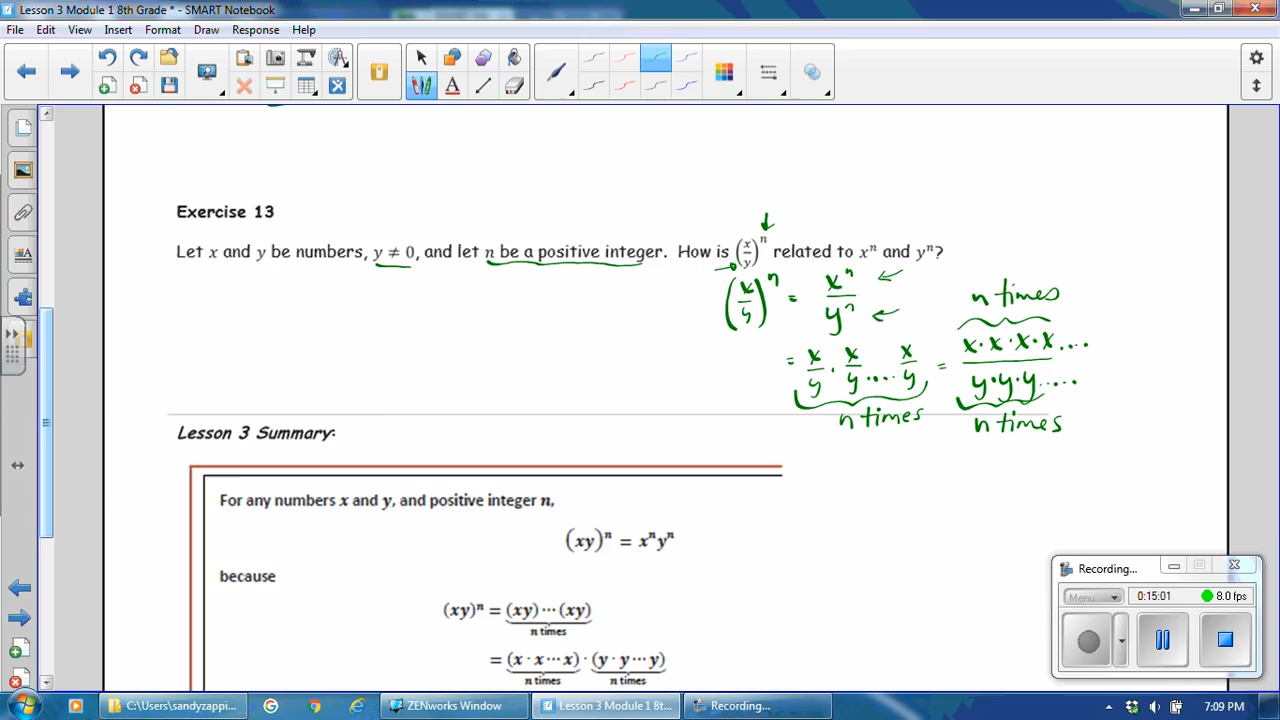 Lesson 3 Module 1 8th Grade * - SMART Notebook
File Edit View Insert Format Draw Response Help
Exercise 13
Let x and y be numbers, y ≠ 0, and let n be a positive integer. How is (x/y)^n related to x^n and y^n?
(x/y)^n = x^n/y^n
n times
= x/y · x/y .... x/y = x·x·x·x..../y·y·y....
n times n times
Lesson 3 Summary:
For any numbers x and y, and positive integer n,
(xy)^n = x^n y^n
because
(xy)^n = (xy)···(xy)
n times
= (x · x ··· x) · (y · y ··· y)
n times n times
Recording...
Menu 0:15:01 8.0 fps
C:\Users\sandyzappi... ZENworks Window Lesson 3 Module 1 8t... Recording... 7:09 PM